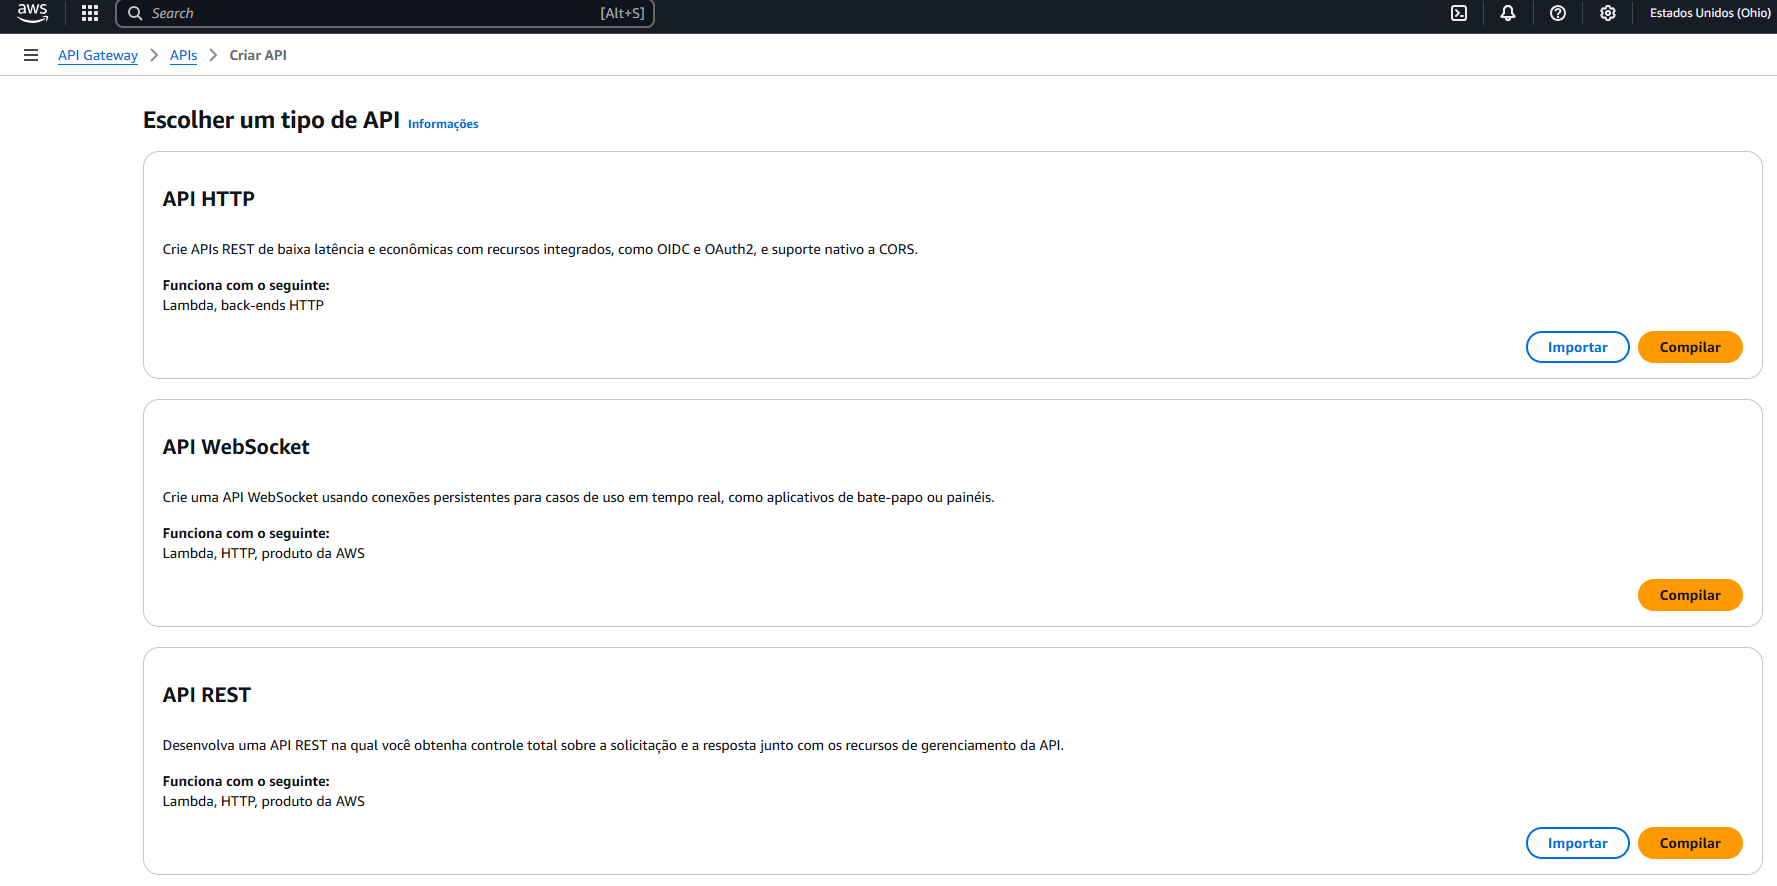 aws Search [Alt+S] Estados Unidos (Ohio)
API Gateway > APIs > Criar API
Escolher um tipo de API Informações
API HTTP
Crie APIs REST de baixa latência e econômicas com recursos integrados, como OIDC e OAuth2, e suporte nativo a CORS.
Funciona com o seguinte:
Lambda, back-ends HTTP
Importar Compilar
API WebSocket
Crie uma API WebSocket usando conexões persistentes para casos de uso em tempo real, como aplicativos de bate-papo ou painéis.
Funciona com o seguinte:
Lambda, HTTP, produto da AWS
Compilar
API REST
Desenvolva uma API REST na qual você obtenha controle total sobre a solicitação e a resposta junto com os recursos de gerenciamento da API.
Funciona com o seguinte:
Lambda, HTTP, produto da AWS
Importar Compilar